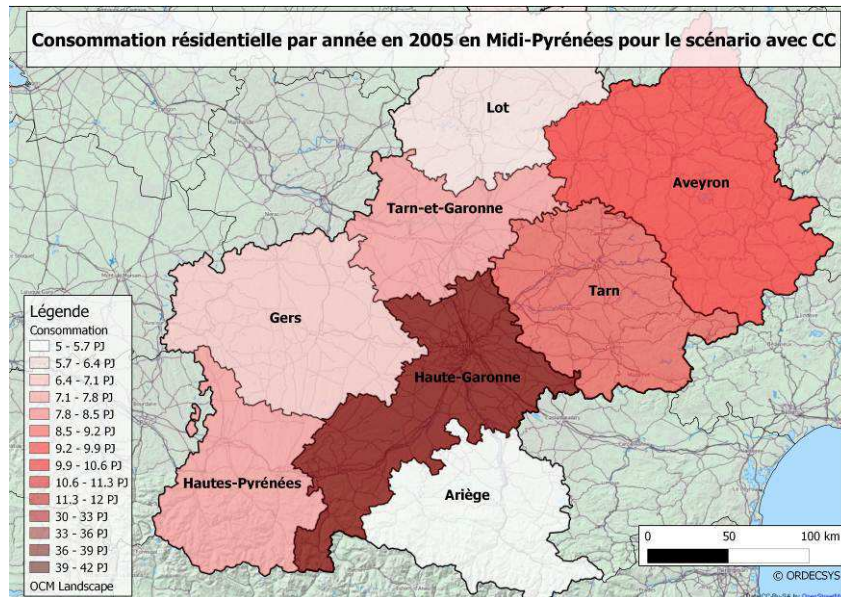 Consommation résidentielle par année en 2005 en Midi-Pyrénées pour le scénario avec CC
Lot
Aveyron
Tarn-et-Garonne
Tarn
Gers
Haute-Garonne
Hautes-Pyrénées
Ariège
Légende
Consommation
5 - 5.7 PJ
5.7 - 6.4 PJ
6.4 - 7.1 PJ
7.1 - 7.8 PJ
7.8 - 8.5 PJ
8.5 - 9.2 PJ
9.2 - 9.9 PJ
9.9 - 10.6 PJ
10.6 - 11.3 PJ
11.3 - 12 PJ
30 - 33 PJ
33 - 36 PJ
36 - 39 PJ
39 - 42 PJ
OCM Landscape
0 50 100 km
© ORDECSYS